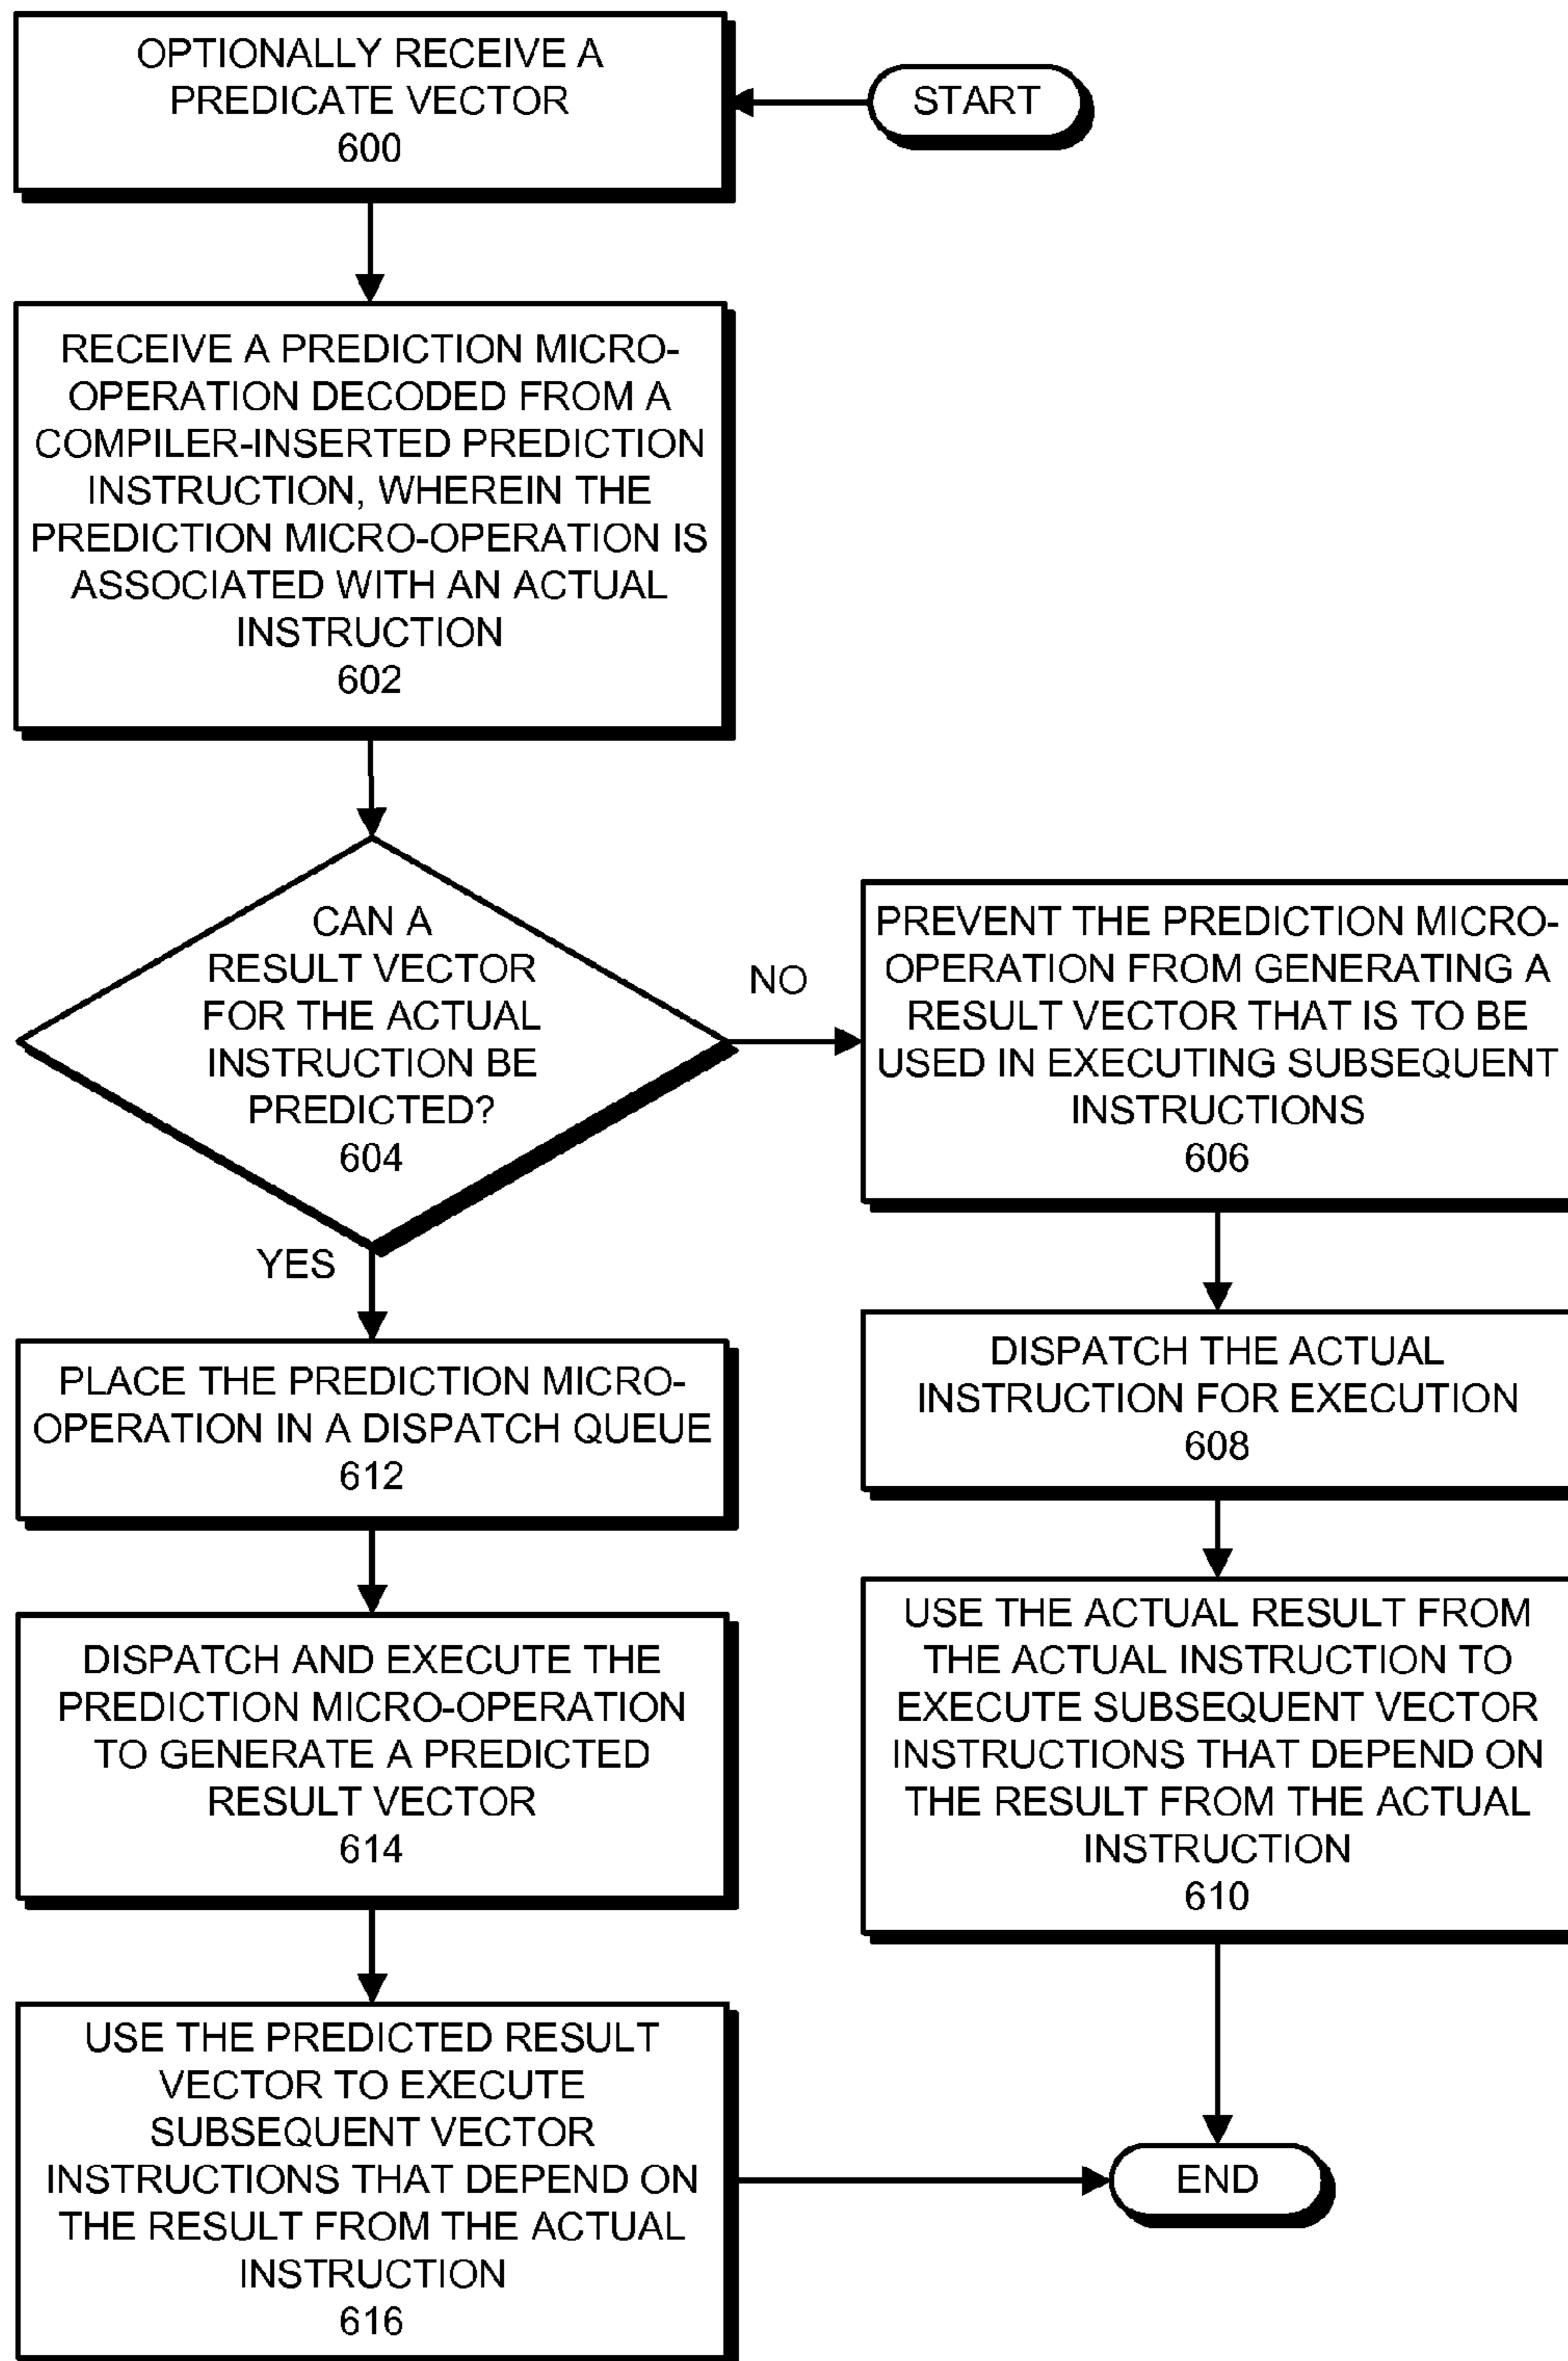 START
OPTIONALLY RECEIVE A
PREDICATE VECTOR
600
RECEIVE A PREDICTION MICRO-
OPERATION DECODED FROM A
COMPILER-INSERTED PREDICTION
INSTRUCTION, WHEREIN THE
PREDICTION MICRO-OPERATION IS
ASSOCIATED WITH AN ACTUAL
INSTRUCTION
602
CAN A
RESULT VECTOR
FOR THE ACTUAL
INSTRUCTION BE
PREDICTED?
604
NO
PREVENT THE PREDICTION MICRO-
OPERATION FROM GENERATING A
RESULT VECTOR THAT IS TO BE
USED IN EXECUTING SUBSEQUENT
INSTRUCTIONS
606
DISPATCH THE ACTUAL
INSTRUCTION FOR EXECUTION
608
USE THE ACTUAL RESULT FROM
THE ACTUAL INSTRUCTION TO
EXECUTE SUBSEQUENT VECTOR
INSTRUCTIONS THAT DEPEND ON
THE RESULT FROM THE ACTUAL
INSTRUCTION
610
YES
PLACE THE PREDICTION MICRO-
OPERATION IN A DISPATCH QUEUE
612
DISPATCH AND EXECUTE THE
PREDICTION MICRO-OPERATION
TO GENERATE A PREDICTED
RESULT VECTOR
614
USE THE PREDICTED RESULT
VECTOR TO EXECUTE
SUBSEQUENT VECTOR
INSTRUCTIONS THAT DEPEND ON
THE RESULT FROM THE ACTUAL
INSTRUCTION
616
END